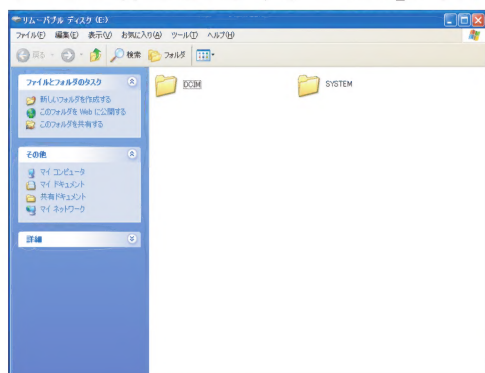 リムーバブル ディスク (E:)
ファイル(F) 編集(E) 表示(V) お気に入り(A) ツール(T) ヘルプ(H)
戻る 検索 フォルダ
ファイルとフォルダのタスク
新しいフォルダを作成する
このフォルダを Web に公開する
このフォルダを共有する
その他
マイ コンピュータ
マイ ドキュメント
共有ドキュメント
マイ ネットワーク
詳細
DCIM
SYSTEM